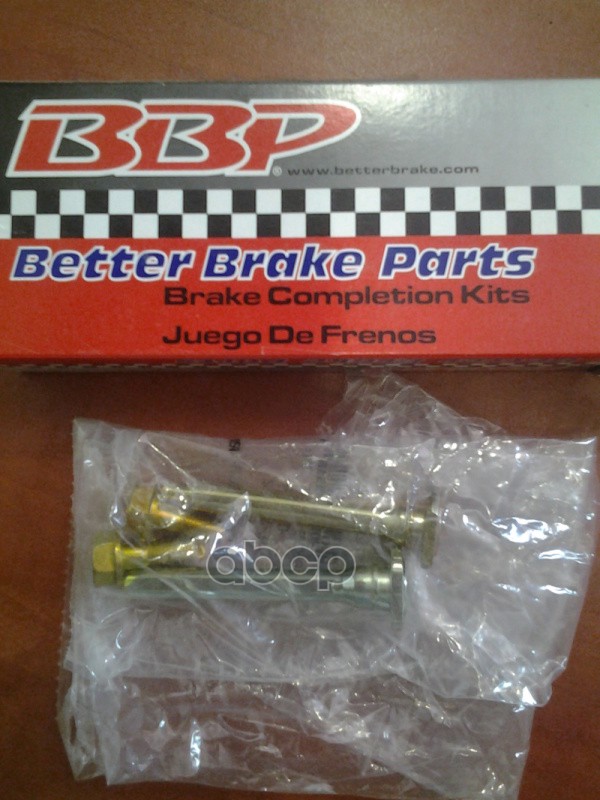 BBP
® www.betterbrake.com
Better Brake Parts
Brake Completion Kits
Juego De Frenos
abcp